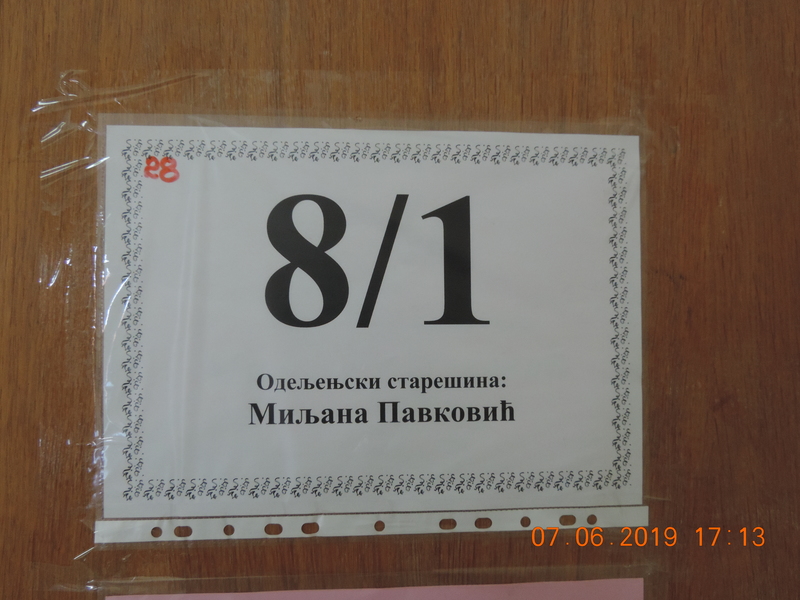 28
8/1
Одељењски старешина:
Миљана Павковић
07.06.2019 17:13